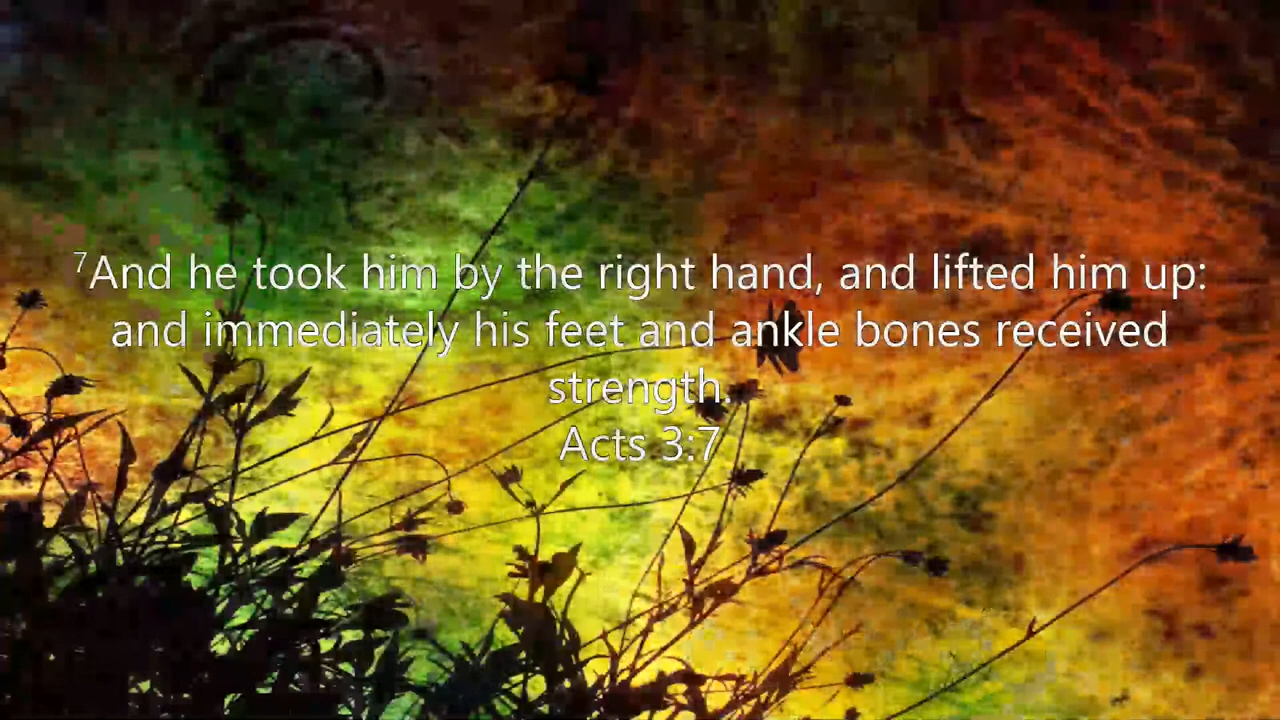 ⁷And he took him by the right hand, and lifted him up:
and immediately his feet and ankle bones received
strength.
Acts 3:7